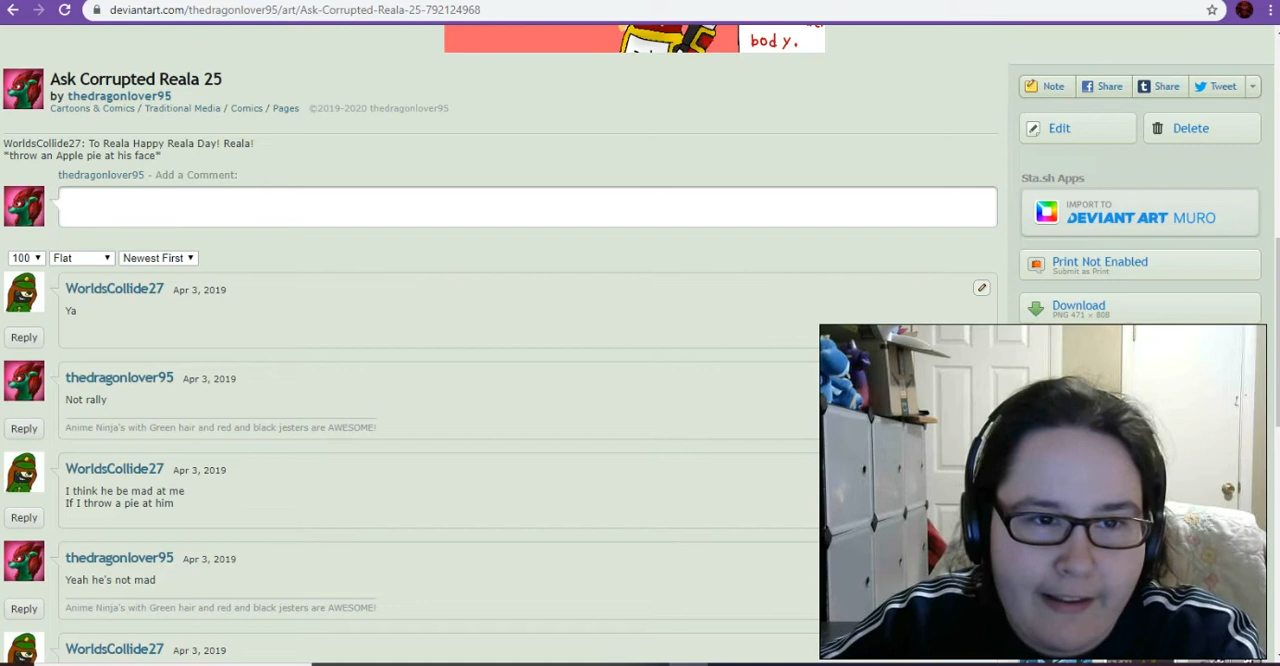 deviantart.com/thedragonlover95/art/Ask-Corrupted-Reala-25-792124968
body.
Ask Corrupted Reala 25
by thedragonlover95
Cartoons & Comics / Traditional Media / Comics / Pages ©2019-2020 thedragonlover95
Note
Share
Share
Tweet
Edit
Delete
WorldsCollide27: To Reala Happy Reala Day! Reala!
*throw an Apple pie at his face*
thedragonlover95 - Add a Comment:
Sta.sh Apps
IMPORT TO
DEVIANT ART MURO
100
Flat
Newest First
Print Not Enabled
Submit as Print
WorldsCollide27 Apr 3, 2019
Ya
Reply
Download
PNG 471 × 808
thedragonlover95 Apr 3, 2019
Not rally
Anime Ninja's with Green hair and red and black jesters are AWESOME!
Reply
WorldsCollide27 Apr 3, 2019
I think he be mad at me
If I throw a pie at him
Reply
thedragonlover95 Apr 3, 2019
Yeah he's not mad
Anime Ninja's with Green hair and red and black jesters are AWESOME!
Reply
WorldsCollide27 Apr 3, 2019